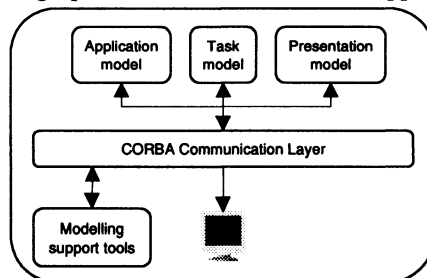 Application
model
Task
model
Presentation
model
CORBA Communication Layer
Modelling
support tools